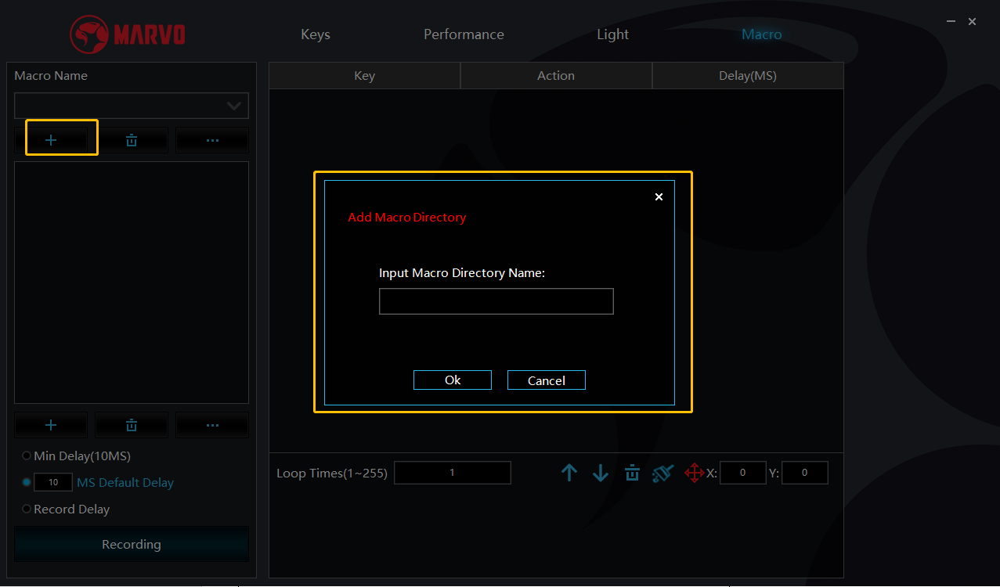 MARVO
Keys Performance Light Macro
Macro Name
Key Action Delay(MS)
Add Macro Directory
Input Macro Directory Name:
Ok Cancel
Min Delay(10MS)
10 MS Default Delay
Record Delay
Recording
Loop Times(1~255) 1 X: 0 Y: 0